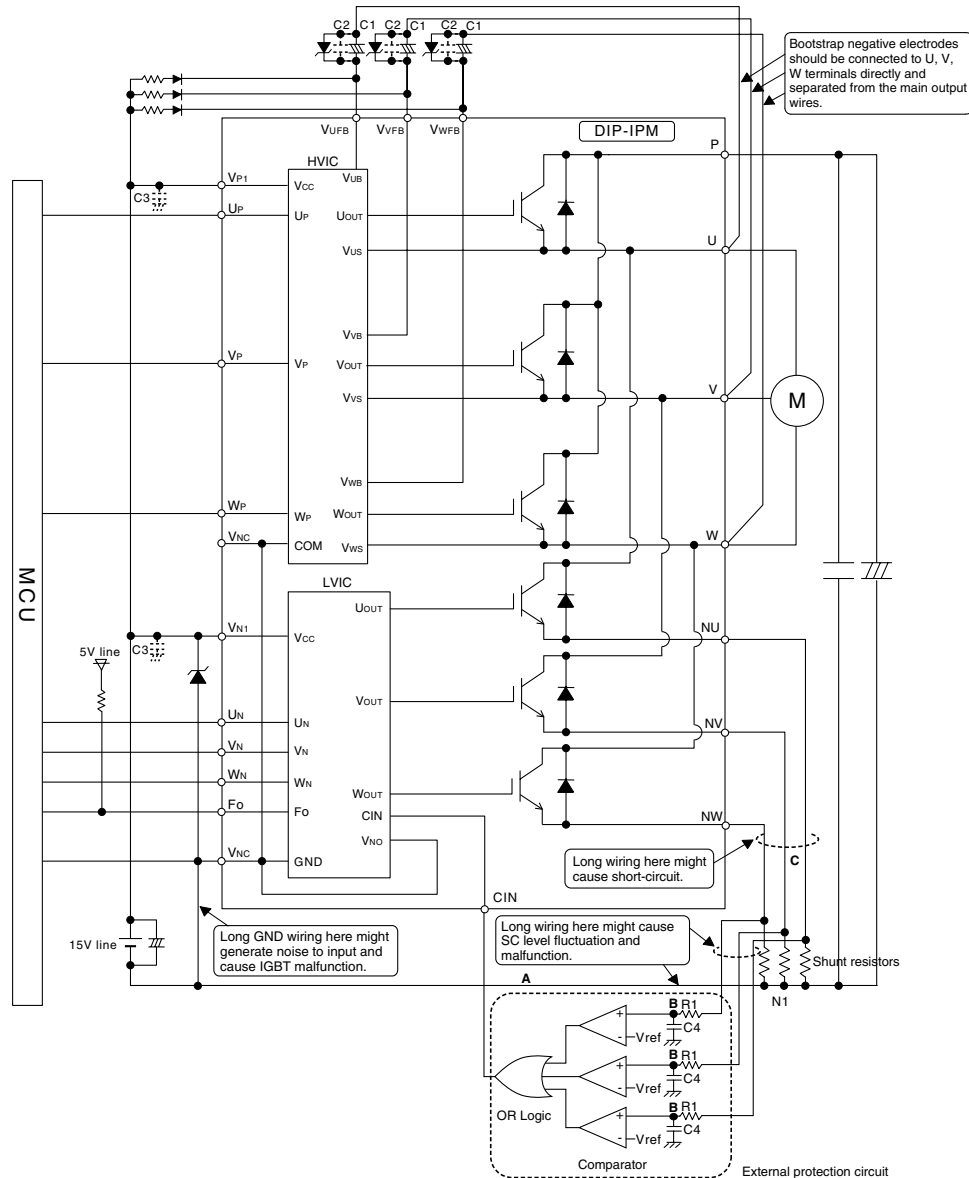 C2 C1 C2 C1 C2 C1
Bootstrap negative electrodes
should be connected to U, V,
W terminals directly and
separated from the main output
wires.
VUFB VVFB VWFB
DIP-IPM
P
HVIC
VP1
VCC
VUB
C3
UP
UP
UOUT
U
VUS
VVB
VP
VP
VOUT
V
VVS
M
VWB
WP
WP
WOUT
W
VNC
COM
VWS
MCU
LVIC
UOUT
VN1
VCC
NU
5V line
C3
VOUT
UN
UN
NV
VN
VN
WN
WN
WOUT
FO
FO
CIN
NW
VNO
VNC
GND
C
Long wiring here might
cause short-circuit.
CIN
15V line
Long GND wiring here might
generate noise to input and
cause IGBT malfunction.
Long wiring here might cause
SC level fluctuation and
malfunction.
Shunt resistors
A
N1
B R1
+
- Vref
C4
B R1
+
- Vref
C4
OR Logic
B R1
+
- Vref
C4
Comparator
External protection circuit